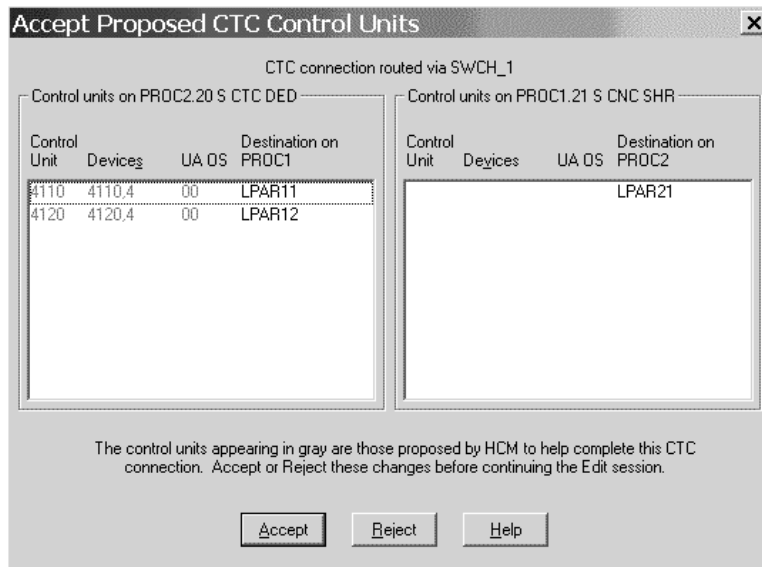 Accept Proposed CTC Control Units
CTC connection routed via SWCH_1
Control units on PROC2.20 S CTC DED
Control Unit Devices UA OS Destination on PROC1
4110 4110,4 00 LPAR11
4120 4120,4 00 LPAR12
Control units on PROC1.21 S CNC SHR
Control Unit Devices UA OS Destination on PROC2
LPAR21
The control units appearing in gray are those proposed by HCM to help complete this CTC
connection. Accept or Reject these changes before continuing the Edit session.
Accept Reject Help